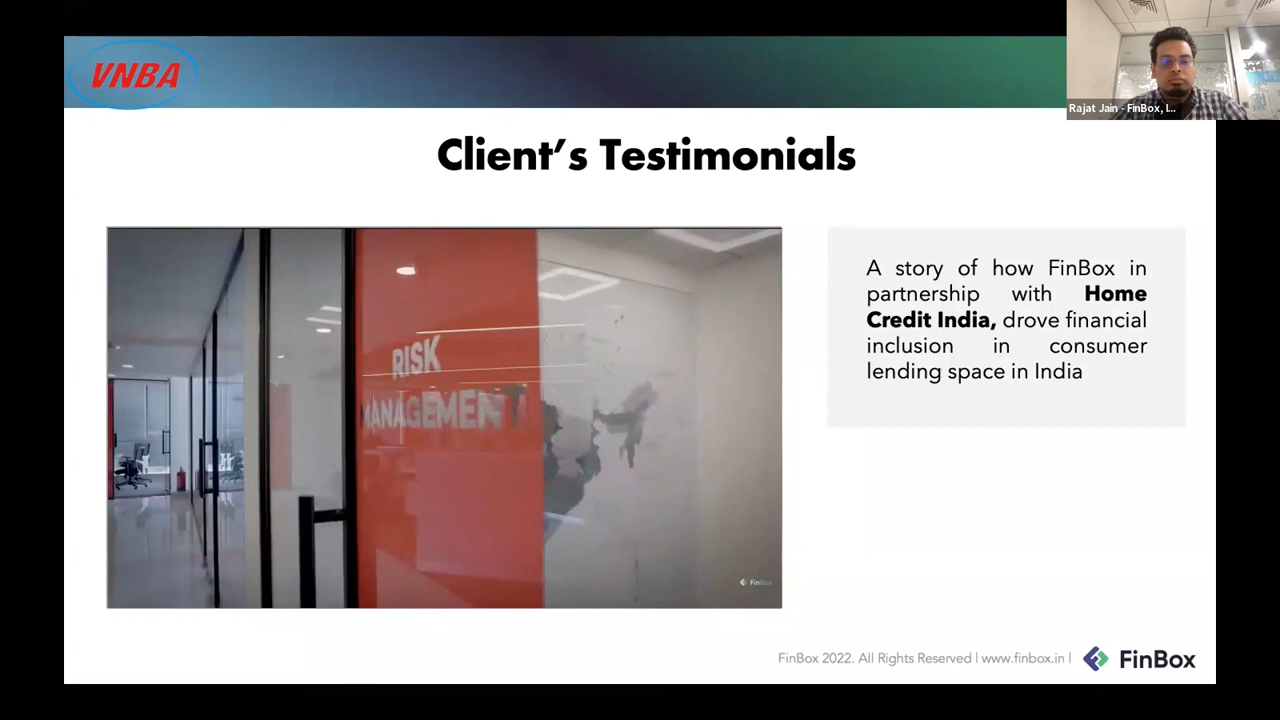 VNBA
Rajat Jain - FinBox, I...
Client’s Testimonials
RISK
MANAGEMENT
A story of how FinBox in
partnership with Home
Credit India, drove financial
inclusion in consumer
lending space in India
FinBox
FinBox 2022. All Rights Reserved | www.finbox.in |
FinBox